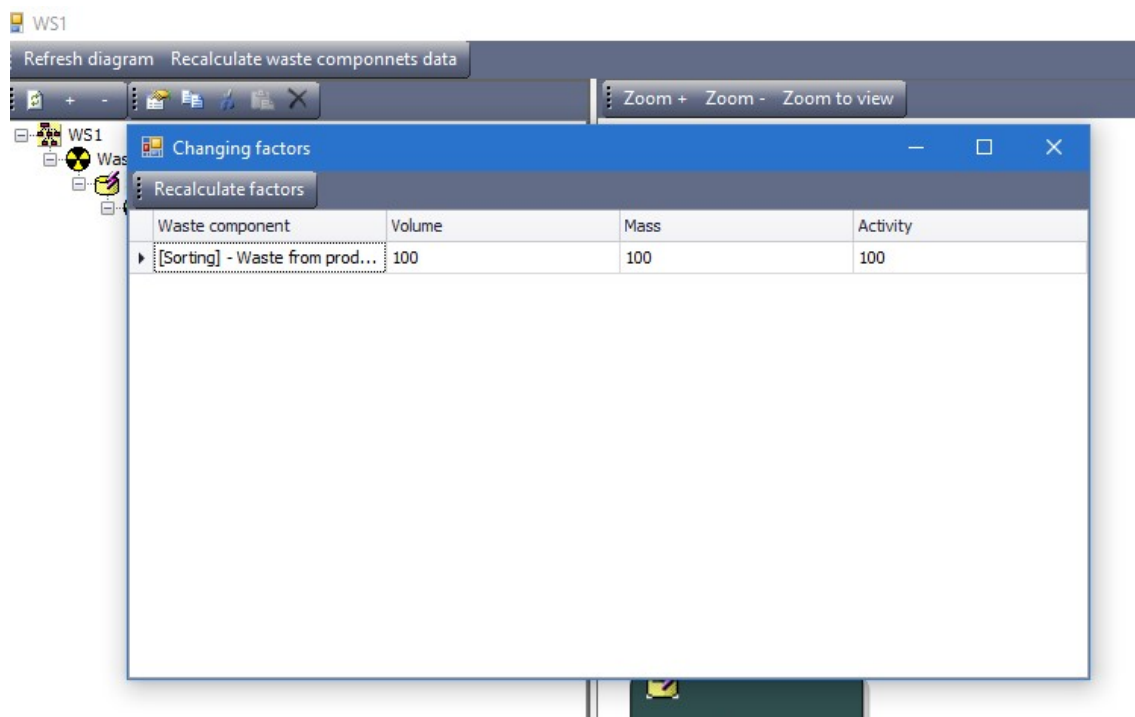 WS1
Refresh diagram Recalculate waste componnets data
+ - Zoom + Zoom - Zoom to view
WS1
Changing factors
Recalculate factors
Waste component Volume Mass Activity
[Sorting] - Waste from prod... 100 100 100